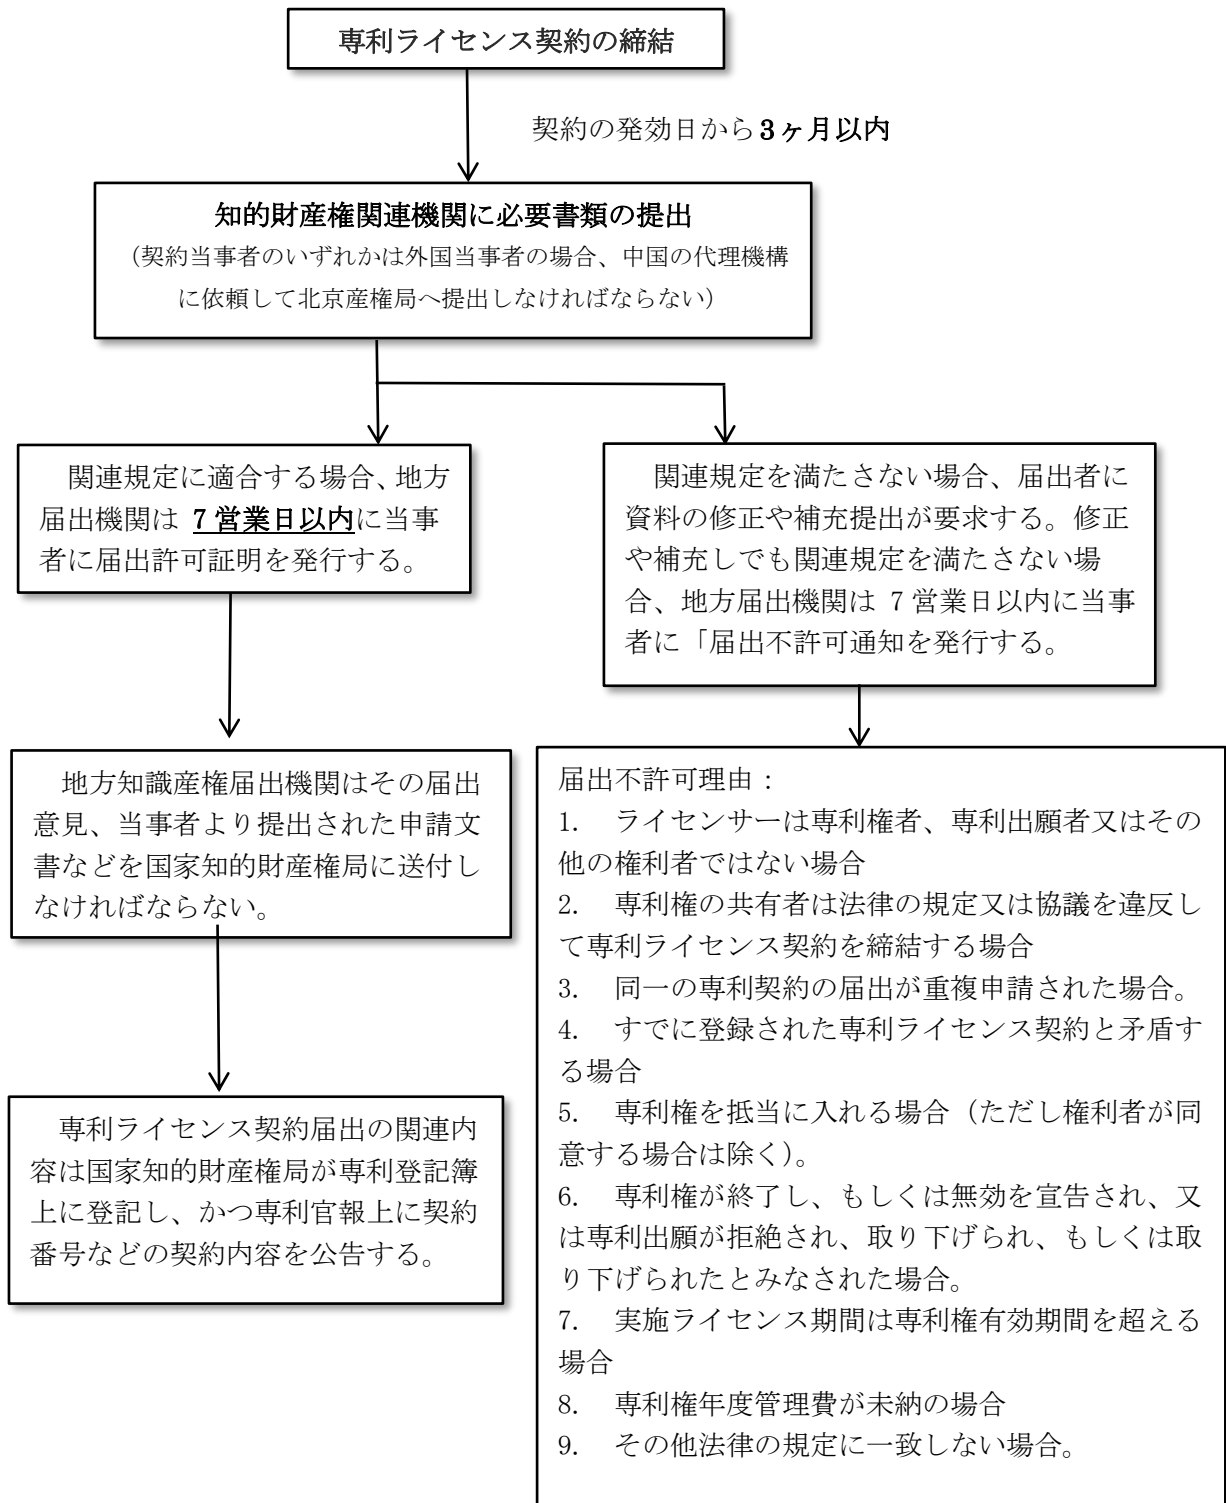 専利ライセンス契約の締結
契約の発効日から3ヶ月以内
知的財産権関連機関に必要書類の提出
（契約当事者のいずれかは外国当事者の場合、中国の代理機構
に依頼して北京産権局へ提出しなければならない）
関連規定に適合する場合、地方
届出機関は 7 営業日以内に当事
者に届出許可証明を発行する。
関連規定を満たさない場合、届出者に
資料の修正や補充提出が要求する。修正
や補充しでも関連規定を満たさない場
合、地方届出機関は 7 営業日以内に当事
者に「届出不許可通知を発行する。
地方知識産権届出機関はその届出
意見、当事者より提出された申請文
書などを国家知的財産権局に送付し
なければならない。
専利ライセンス契約届出の関連内
容は国家知的財産権局が専利登記簿
上に登記し、かつ専利官報上に契約
番号などの契約内容を公告する。
届出不許可理由：
1. ライセンサーは専利権者、専利出願者又はその
他の権利者ではない場合
2. 専利権の共有者は法律の規定又は協議を違反し
て専利ライセンス契約を締結する場合
3. 同一の専利契約の届出が重複申請された場合。
4. すでに登録された専利ライセンス契約と矛盾す
る場合
5. 専利権を抵当に入れる場合（ただし権利者が同
意する場合は除く）。
6. 専利権が終了し、もしくは無効を宣告され、又
は専利出願が拒絶され、取り下げられ、もしくは取
り下げられたとみなされた場合。
7. 実施ライセンス期間は専利権有効期間を超える
場合
8. 専利権年度管理費が未納の場合
9. その他法律の規定に一致しない場合。